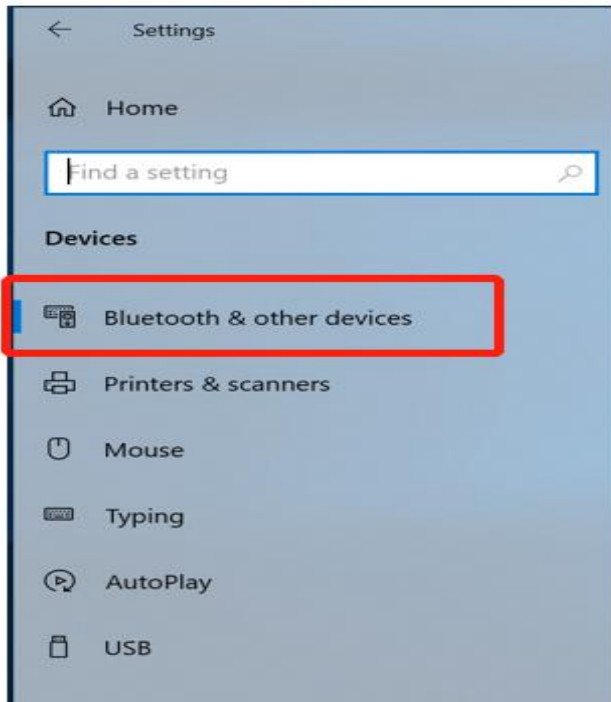 Settings
Home
Find a setting
Devices
Bluetooth & other devices
Printers & scanners
Mouse
Typing
AutoPlay
USB